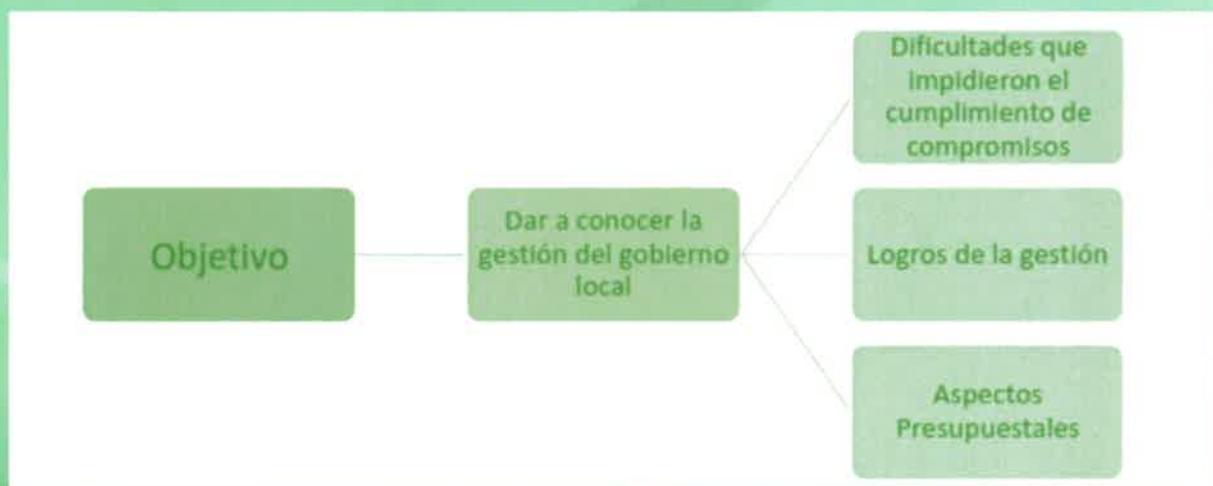 Objetivo
Dar a conocer la
gestión del gobierno
local
Dificultades que
impidieron el
cumplimiento de
compromisos
Logros de la gestión
Aspectos
Presupuestales